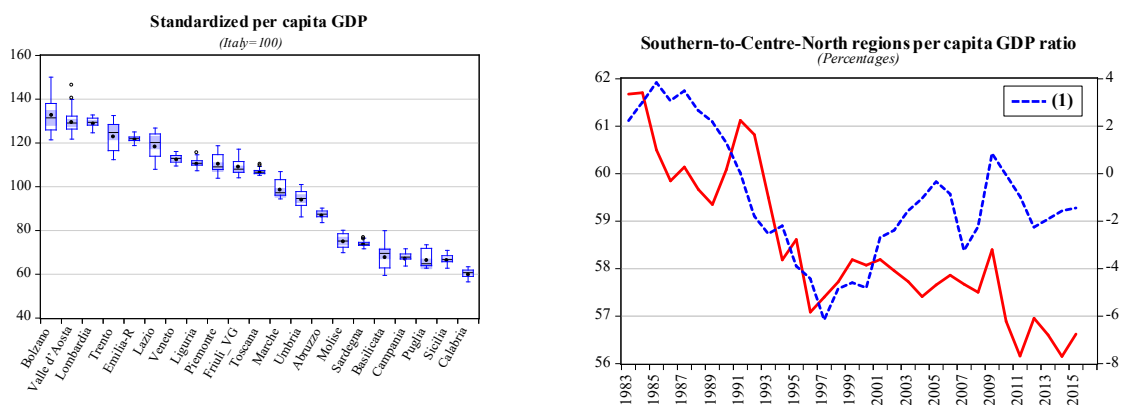 Standardized per capita GDP
(Italy=100)
160
140
120
100
80
60
40
Bolzano
Valle d'Aosta
Lombardia
Trento
Emilia-R
Lazio
Veneto
Liguria
Piemonte
Friuli_VG
Toscana
Marche
Umbria
Abruzzo
Molise
Sardegna
Basilicata
Campania
Puglia
Sicilia
Calabria
Southern-to-Centre-North regions per capita GDP ratio
(Percentages)
62
61
60
59
58
57
56
4
2
0
-2
-4
-6
-8
(1)
1983
1985
1987
1989
1991
1993
1995
1997
1999
2001
2003
2005
2007
2009
2011
2013
2015